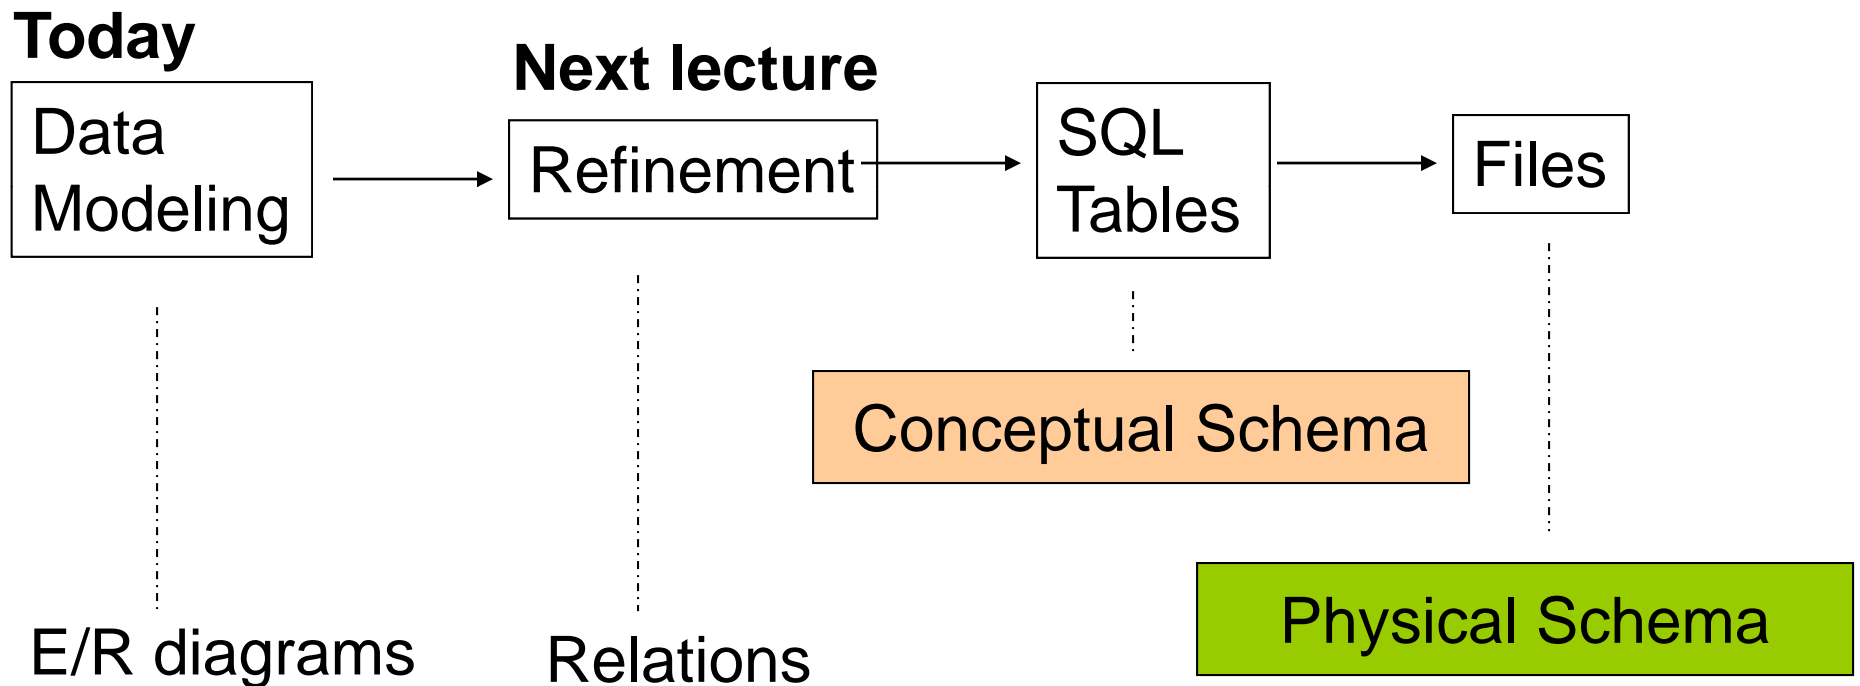 Today
Next lecture
Data
Modeling
Refinement
SQL
Tables
Files
Conceptual Schema
Physical Schema
E/R diagrams
Relations